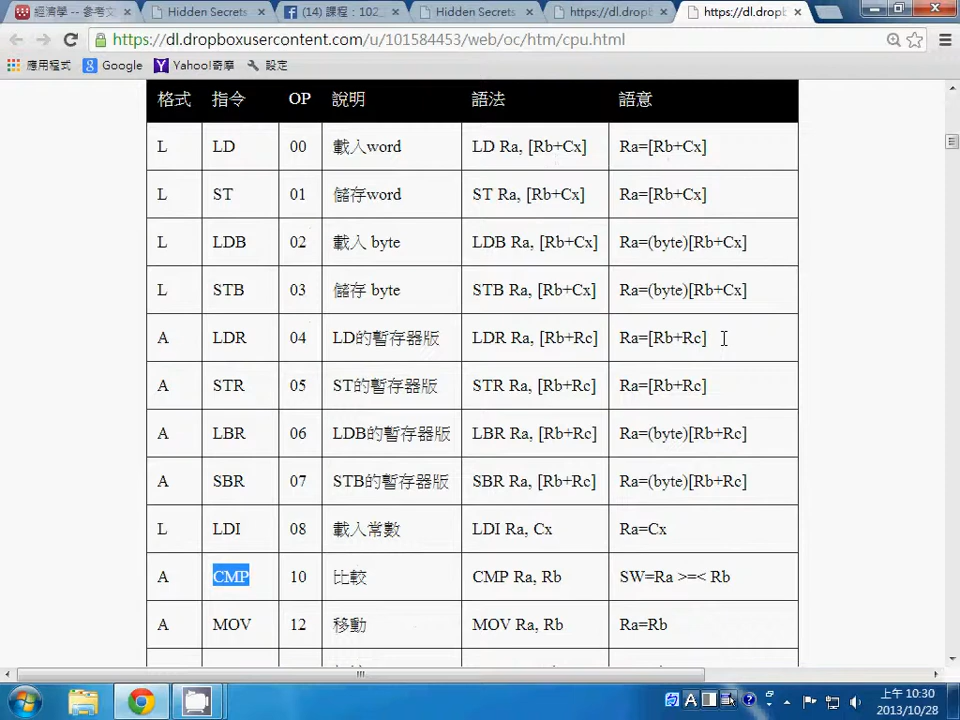 經濟學 -- 參考文
Hidden Secrets
(14) 課程：102_
Hidden Secrets
https://dl.dropb
https://dl.dropb
https://dl.dropboxusercontent.com/u/101584453/web/oc/htm/cpu.html
應用程式 Google Yahoo!奇摩 設定
格式 指令 OP 說明 語法 語意
L LD 00 載入word LD Ra, [Rb+Cx] Ra=[Rb+Cx]
L ST 01 儲存word ST Ra, [Rb+Cx] Ra=[Rb+Cx]
L LDB 02 載入 byte LDB Ra, [Rb+Cx] Ra=(byte)[Rb+Cx]
L STB 03 儲存 byte STB Ra, [Rb+Cx] Ra=(byte)[Rb+Cx]
A LDR 04 LD的暫存器版 LDR Ra, [Rb+Rc] Ra=[Rb+Rc]
A STR 05 ST的暫存器版 STR Ra, [Rb+Rc] Ra=[Rb+Rc]
A LBR 06 LDB的暫存器版 LBR Ra, [Rb+Rc] Ra=(byte)[Rb+Rc]
A SBR 07 STB的暫存器版 SBR Ra, [Rb+Rc] Ra=(byte)[Rb+Rc]
L LDI 08 載入常數 LDI Ra, Cx Ra=Cx
A CMP 10 比較 CMP Ra, Rb SW=Ra >=< Rb
A MOV 12 移動 MOV Ra, Rb Ra=Rb
上午 10:30
2013/10/28